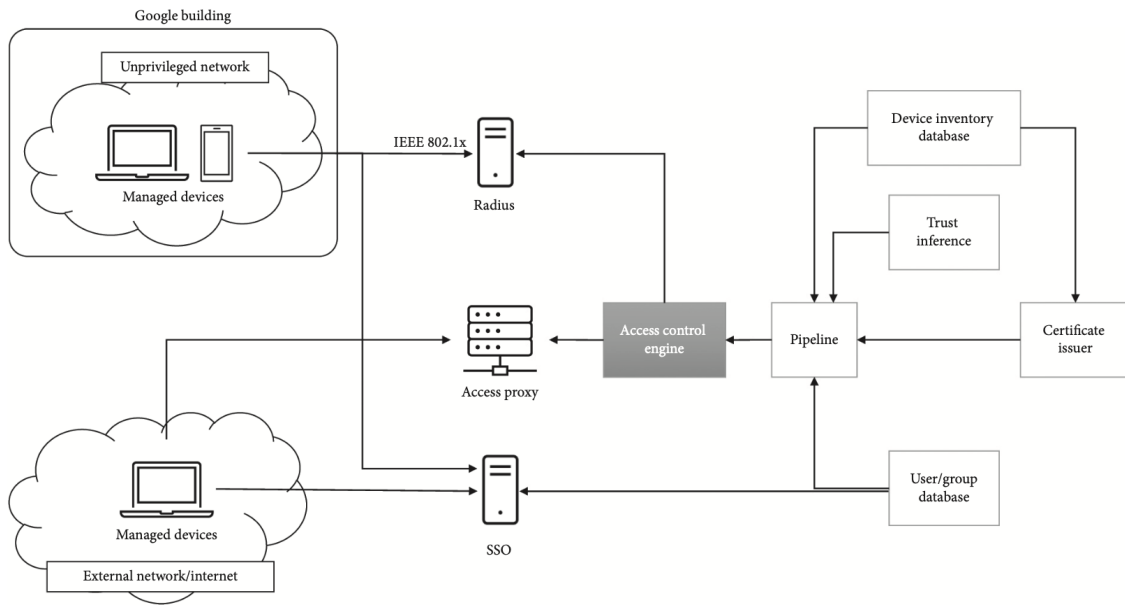 Google building
Unprivileged network
Managed devices
IEEE 802.1x
Radius
Device inventory
database
Trust
inference
Access proxy
Access control
engine
Pipeline
Certificate
issuer
Managed devices
External network/internet
SSO
User/group
database